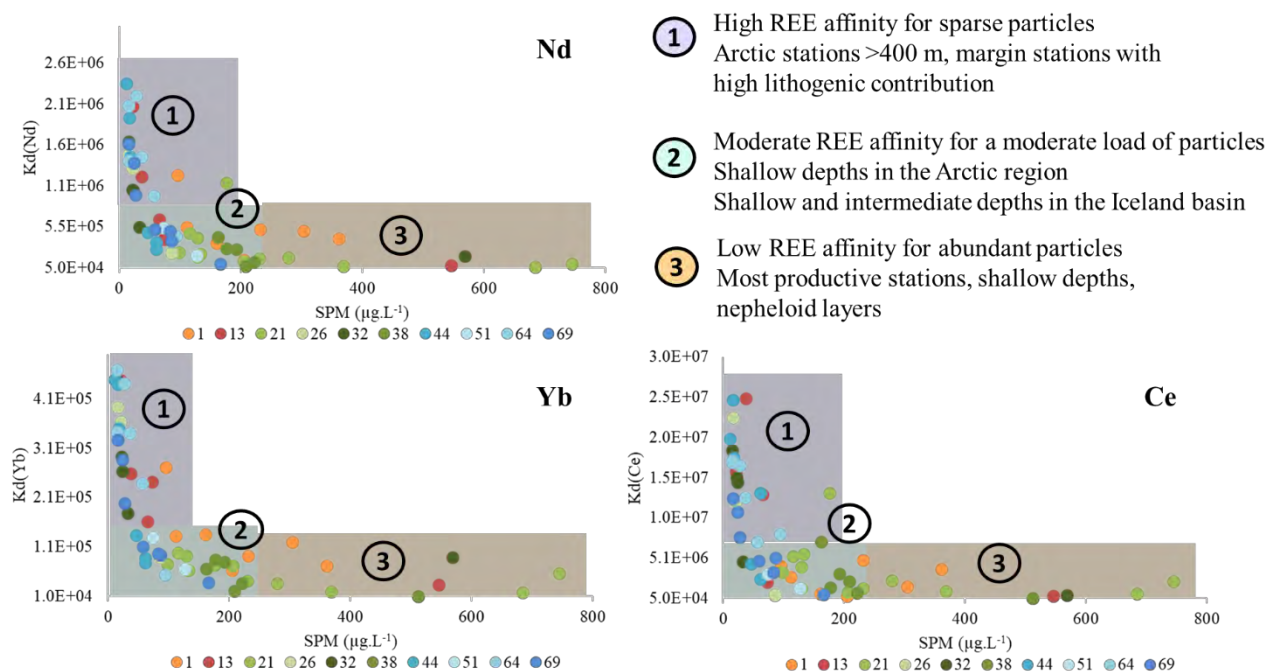 Nd
Kd(Nd)
2.6E+06
2.1E+06
1.6E+06
1.1E+06
5.5E+05
5.0E+04
1
2
3
0 200 400 600 800
SPM (µg.L-1)
1 13 21 26 32 38 44 51 64 69
1 High REE affinity for sparse particles
Arctic stations >400 m, margin stations with
high lithogenic contribution
2 Moderate REE affinity for a moderate load of particles
Shallow depths in the Arctic region
Shallow and intermediate depths in the Iceland basin
3 Low REE affinity for abundant particles
Most productive stations, shallow depths,
nepheloid layers
Yb
Kd(Yb)
4.1E+05
3.1E+05
2.1E+05
1.1E+05
1.0E+04
1
2
3
0 200 400 600 800
SPM (µg.L-1)
1 13 21 26 32 38 44 51 64 69
Ce
Kd(Ce)
3.0E+07
2.5E+07
2.0E+07
1.5E+07
1.0E+07
5.1E+06
5.0E+04
1
2
3
0 200 400 600 800
SPM (µg.L-1)
1 13 21 26 32 38 44 51 64 69